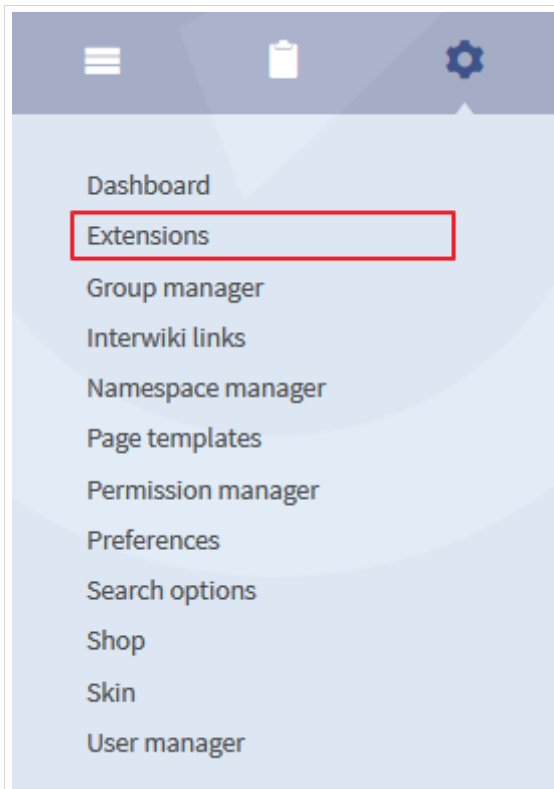 Dashboard
Extensions
Group manager
Interwiki links
Namespace manager
Page templates
Permission manager
Preferences
Search options
Shop
Skin
User manager